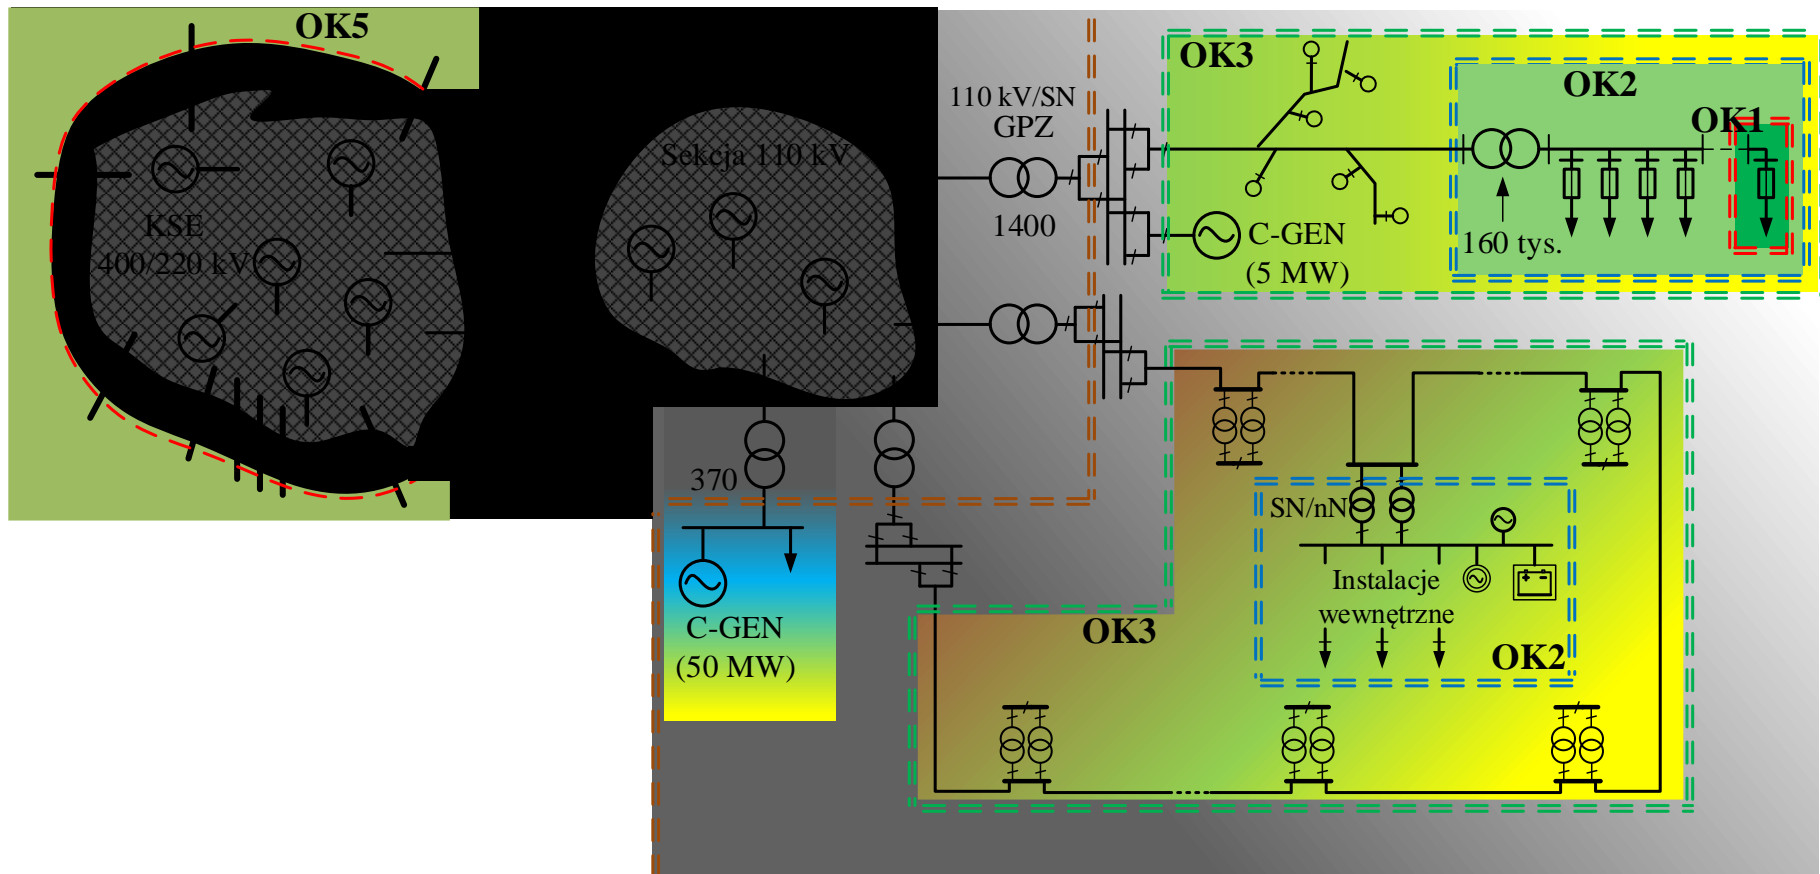 OK5
KSE
400/220 kV
Sekcja 110 kV
110 kV/SN
GPZ
1400
370
C-GEN
(50 MW)
OK3
C-GEN
(5 MW)
OK2
160 tys.
OK1
SN/nN
Instalacje
wewnętrzne
OK2
OK3